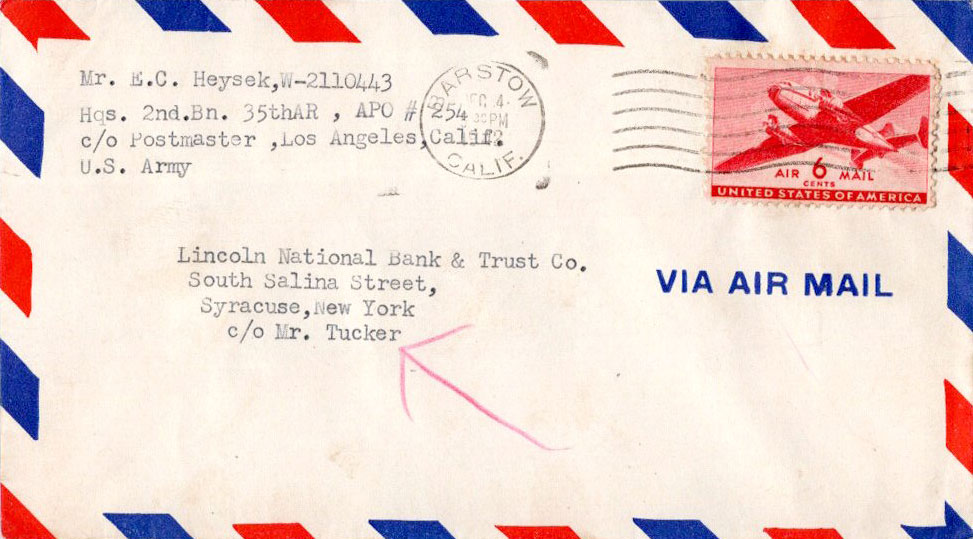 Mr. E.C. Heysek,W-2110443
Hqs. 2nd.Bn. 35thAR , APO # 254
c/o Postmaster ,Los Angeles,Calif.
U.S. Army
BARSTOW
4
PM
CALIF.
AIR 6 MAIL
CENTS
UNITED STATES OF AMERICA
Lincoln National Bank & Trust Co.
South Salina Street,
Syracuse,New York
c/o Mr. Tucker
VIA AIR MAIL